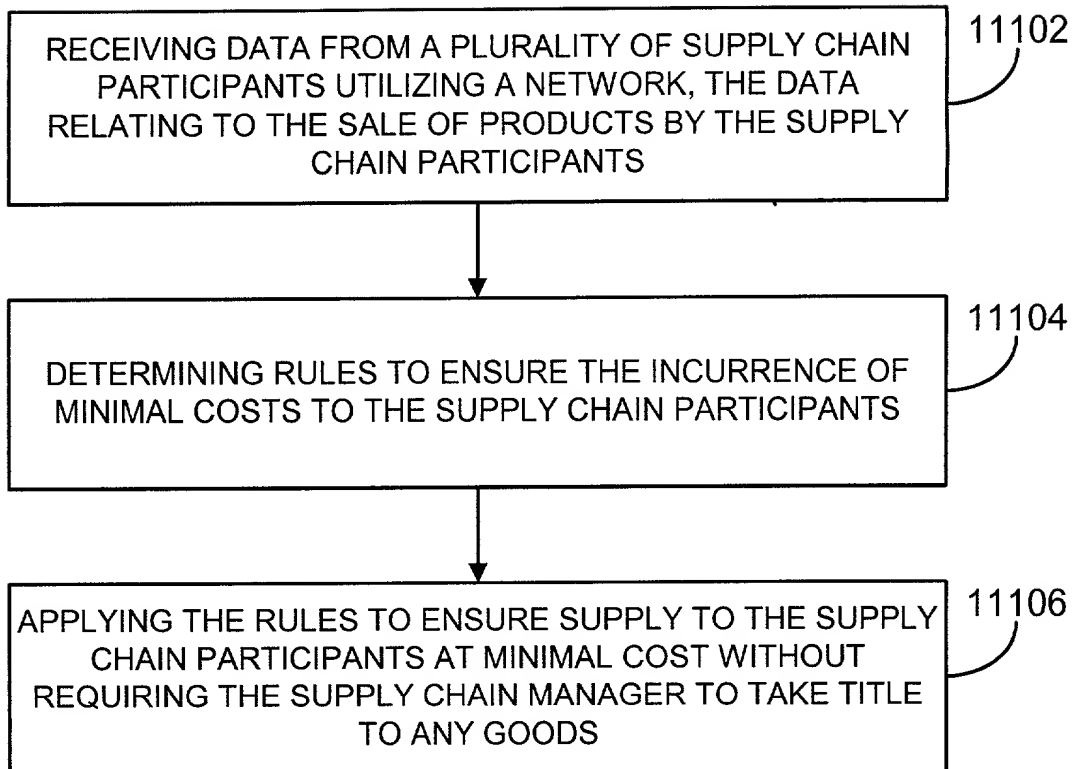 RECEIVING DATA FROM A PLURALITY OF SUPPLY CHAIN
PARTICIPANTS UTILIZING A NETWORK, THE DATA
RELATING TO THE SALE OF PRODUCTS BY THE SUPPLY
CHAIN PARTICIPANTS
11102
DETERMINING RULES TO ENSURE THE INCURRENCE OF
MINIMAL COSTS TO THE SUPPLY CHAIN PARTICIPANTS
11104
APPLYING THE RULES TO ENSURE SUPPLY TO THE SUPPLY
CHAIN PARTICIPANTS AT MINIMAL COST WITHOUT
REQUIRING THE SUPPLY CHAIN MANAGER TO TAKE TITLE
TO ANY GOODS
11106